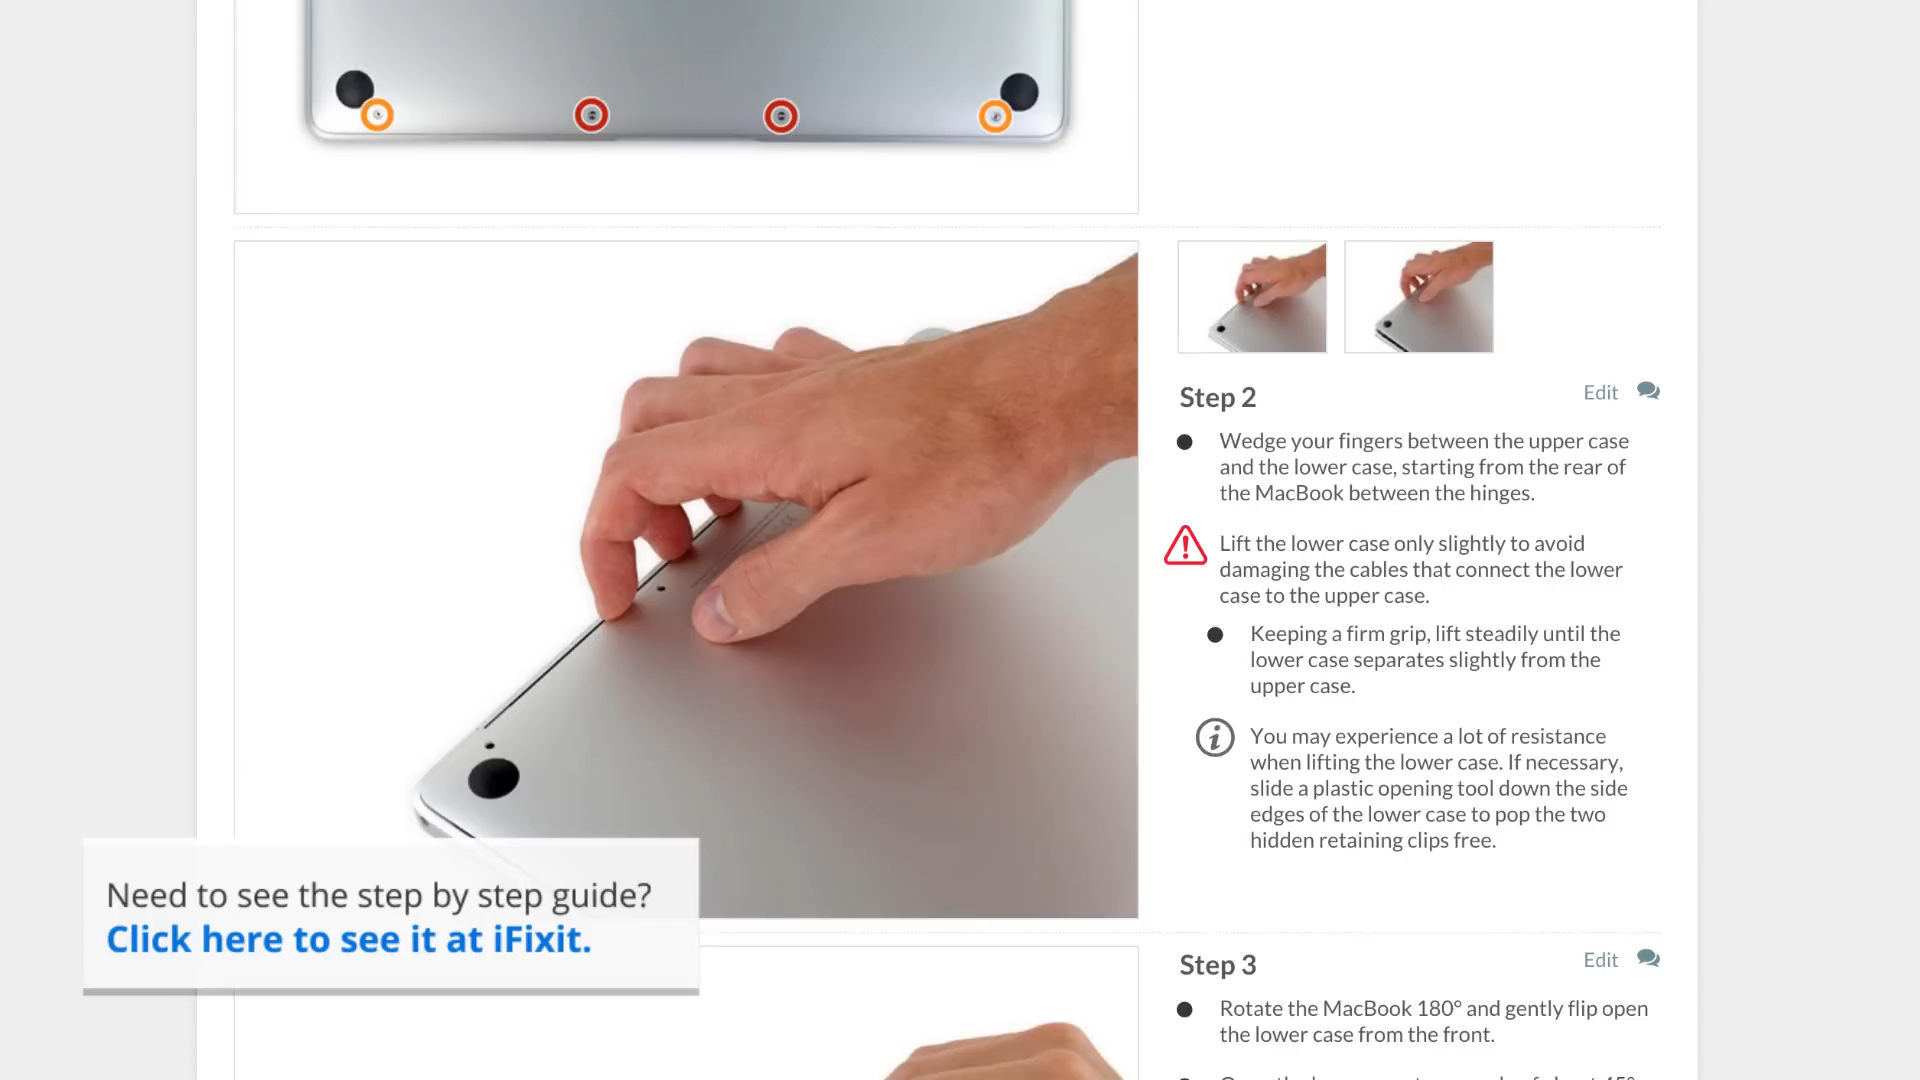 Step 2
Edit
Wedge your fingers between the upper case
and the lower case, starting from the rear of
the MacBook between the hinges.
Lift the lower case only slightly to avoid
damaging the cables that connect the lower
case to the upper case.
Keeping a firm grip, lift steadily until the
lower case separates slightly from the
upper case.
You may experience a lot of resistance
when lifting the lower case. If necessary,
slide a plastic opening tool down the side
edges of the lower case to pop the two
hidden retaining clips free.
Need to see the step by step guide?
Click here to see it at iFixit.
Step 3
Edit
Rotate the MacBook 180° and gently flip open
the lower case from the front.